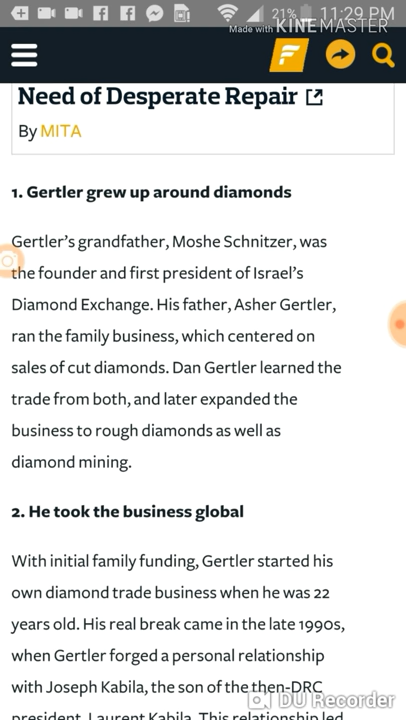 21% 11:29 PM
Made with KINEMASTER
Need of Desperate Repair
By MITA
1. Gertler grew up around diamonds
Gertler's grandfather, Moshe Schnitzer, was
the founder and first president of Israel's
Diamond Exchange. His father, Asher Gertler,
ran the family business, which centered on
sales of cut diamonds. Dan Gertler learned the
trade from both, and later expanded the
business to rough diamonds as well as
diamond mining.
2. He took the business global
With initial family funding, Gertler started his
own diamond trade business when he was 22
years old. His real break came in the late 1990s,
when Gertler forged a personal relationship
with Joseph Kabila, the son of the then-DRC
president, Laurent Kabila. This relationship led
DU Recorder